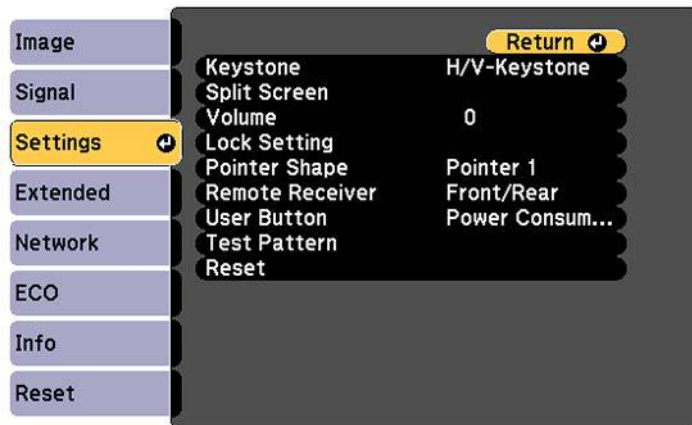 Image
Signal
Settings
Extended
Network
ECO
Info
Reset
Return
Keystone H/V-Keystone
Split Screen
Volume 0
Lock Setting
Pointer Shape Pointer 1
Remote Receiver Front/Rear
User Button Power Consum...
Test Pattern
Reset